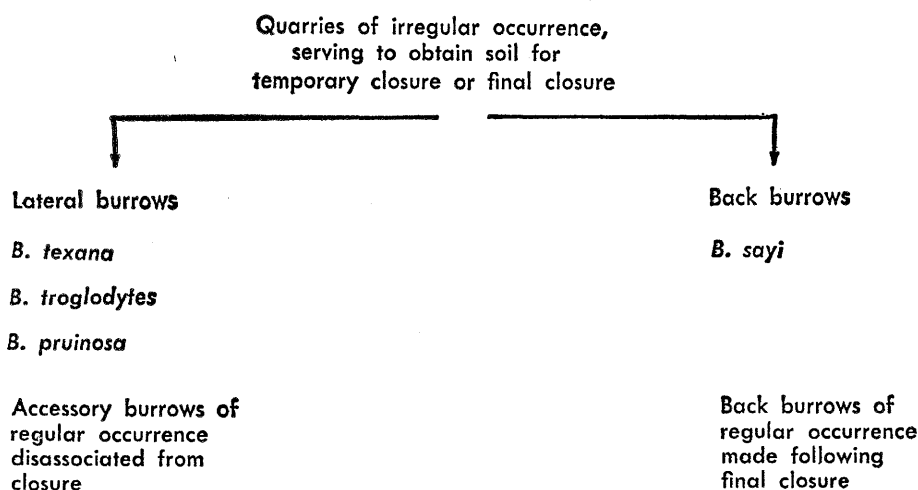 Quarries of irregular occurrence,
serving to obtain soil for
temporary closure or final closure
Lateral burrows
B. texana
B. troglodytes
B. pruinosa
Accessory burrows of
regular occurrence
disassociated from
closure
Back burrows
B. sayi
Back burrows of
regular occurrence
made following
final closure